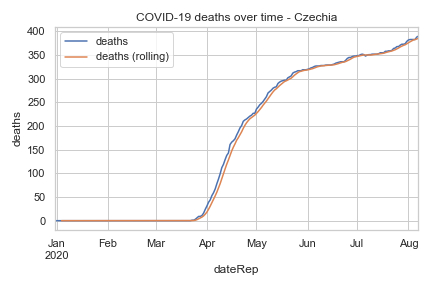 COVID-19 deaths over time - Czechia
deaths
deaths (rolling)
400
350
300
250
200
150
100
50
0
deaths
Jan Feb Mar Apr May Jun Jul Aug
2020
dateRep